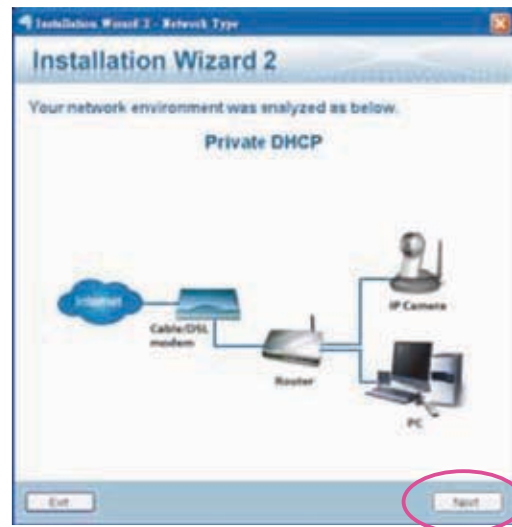 Installation Wizard 2 - Network Type
Installation Wizard 2
Your network environment was analyzed as below.
Private DHCP
Internet
Cable/DSL
modem
Router
IP Camera
PC
Exit
Next